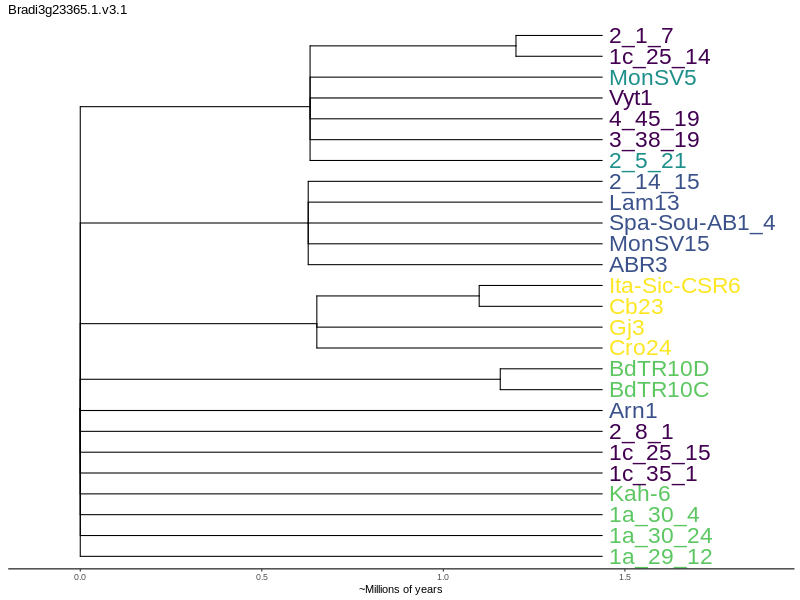 Bradi3g23365.1.v3.1
2_1_7
1c_25_14
MonSV5
Vyt1
4_45_19
3_38_19
2_5_21
2_14_15
Lam13
Spa-Sou-AB1_4
MonSV15
ABR3
Ita-Sic-CSR6
Cb23
Gj3
Cro24
BdTR10D
BdTR10C
Arn1
2_8_1
1c_25_15
1c_35_1
Kah-6
1a_30_4
1a_30_24
1a_29_12
0.0 0.5 1.0 1.5
~Millions of years